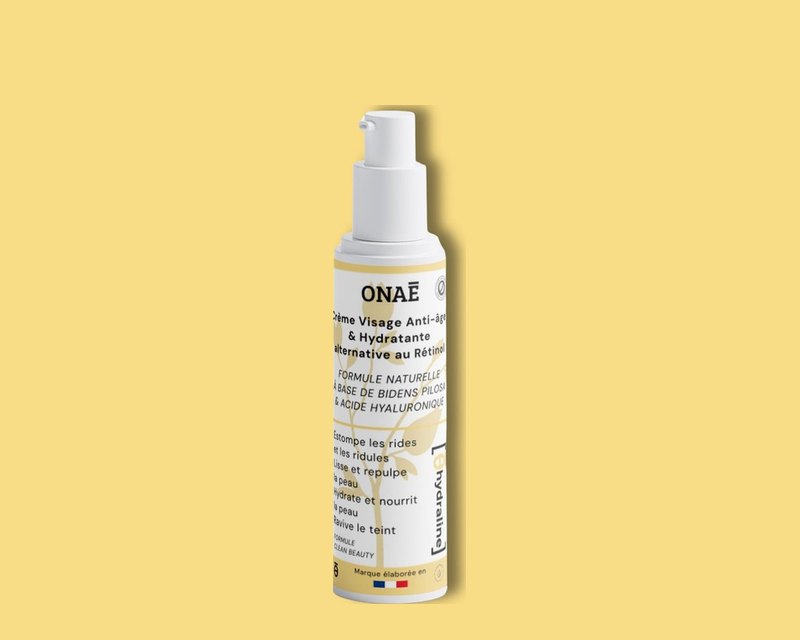 ONAĒ
Crème Visage Anti-âge
& Hydratante
alternative au Rétinol
FORMULE NATURELLE
À BASE DE BIDENS PILOSA
& ACIDE HYALURONIQUE
Estompe les rides
et les ridules
Lisse et repulpe
la peau
Hydrate et nourrit
la peau
Ravive le teint
FORMULE
CLEAN BEAUTY
[ē hydraline]
Marque élaborée en